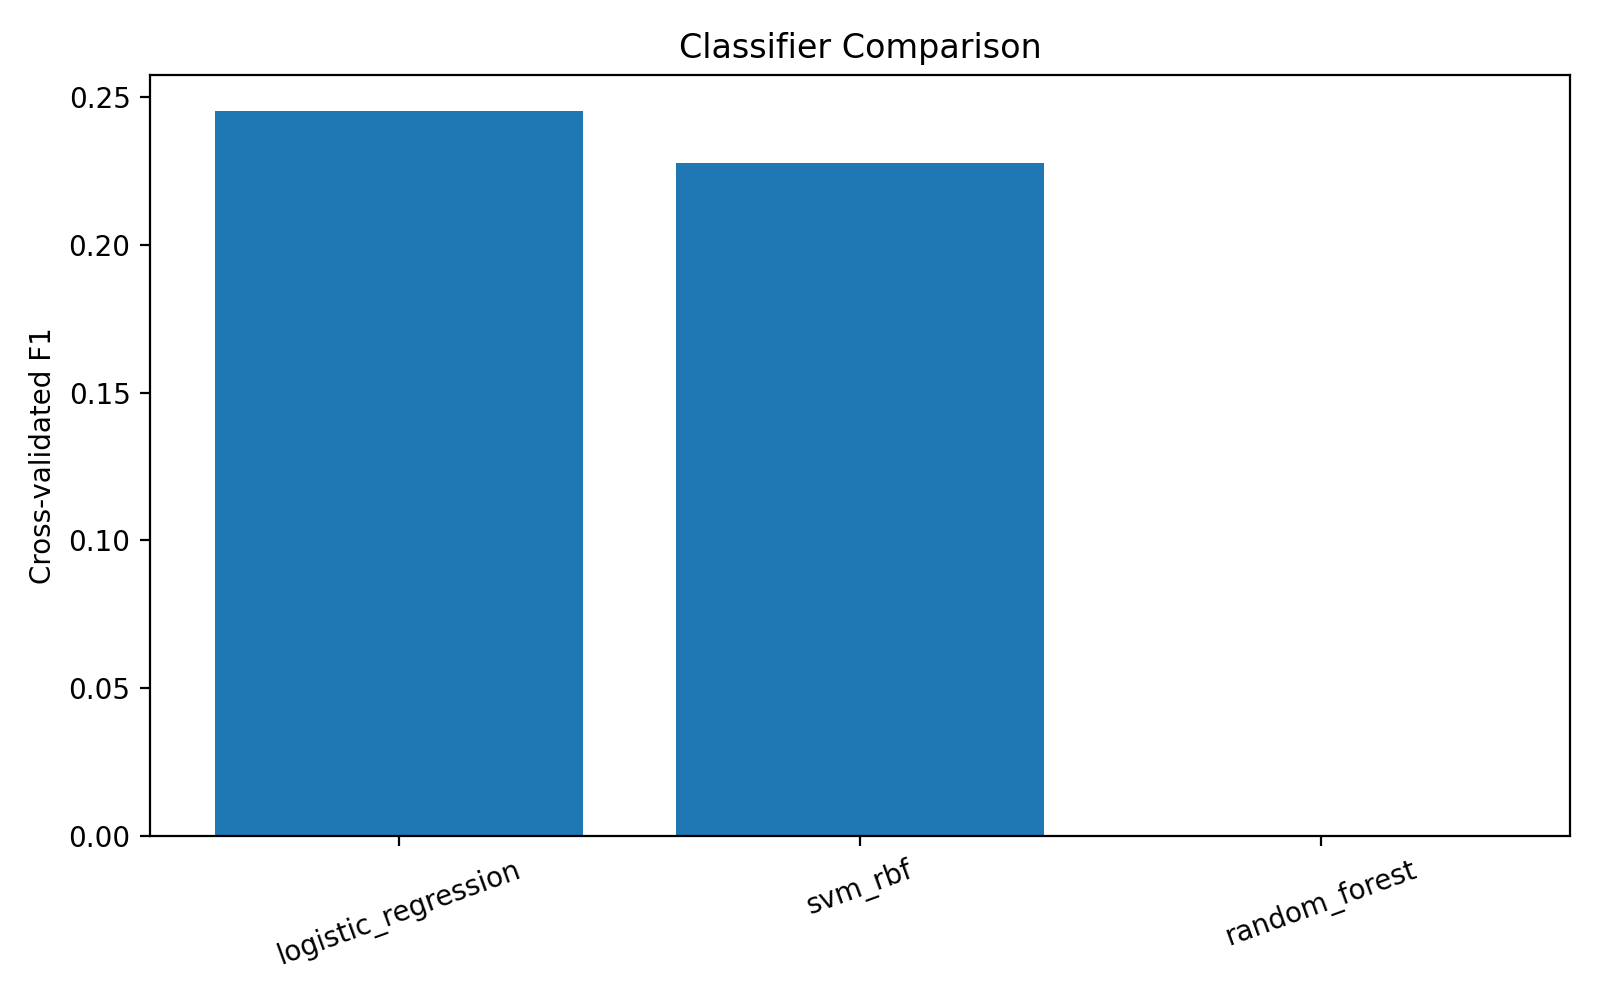 Classifier Comparison
Cross-validated F1
0.25
0.20
0.15
0.10
0.05
0.00
logistic_regression
svm_rbf
random_forest